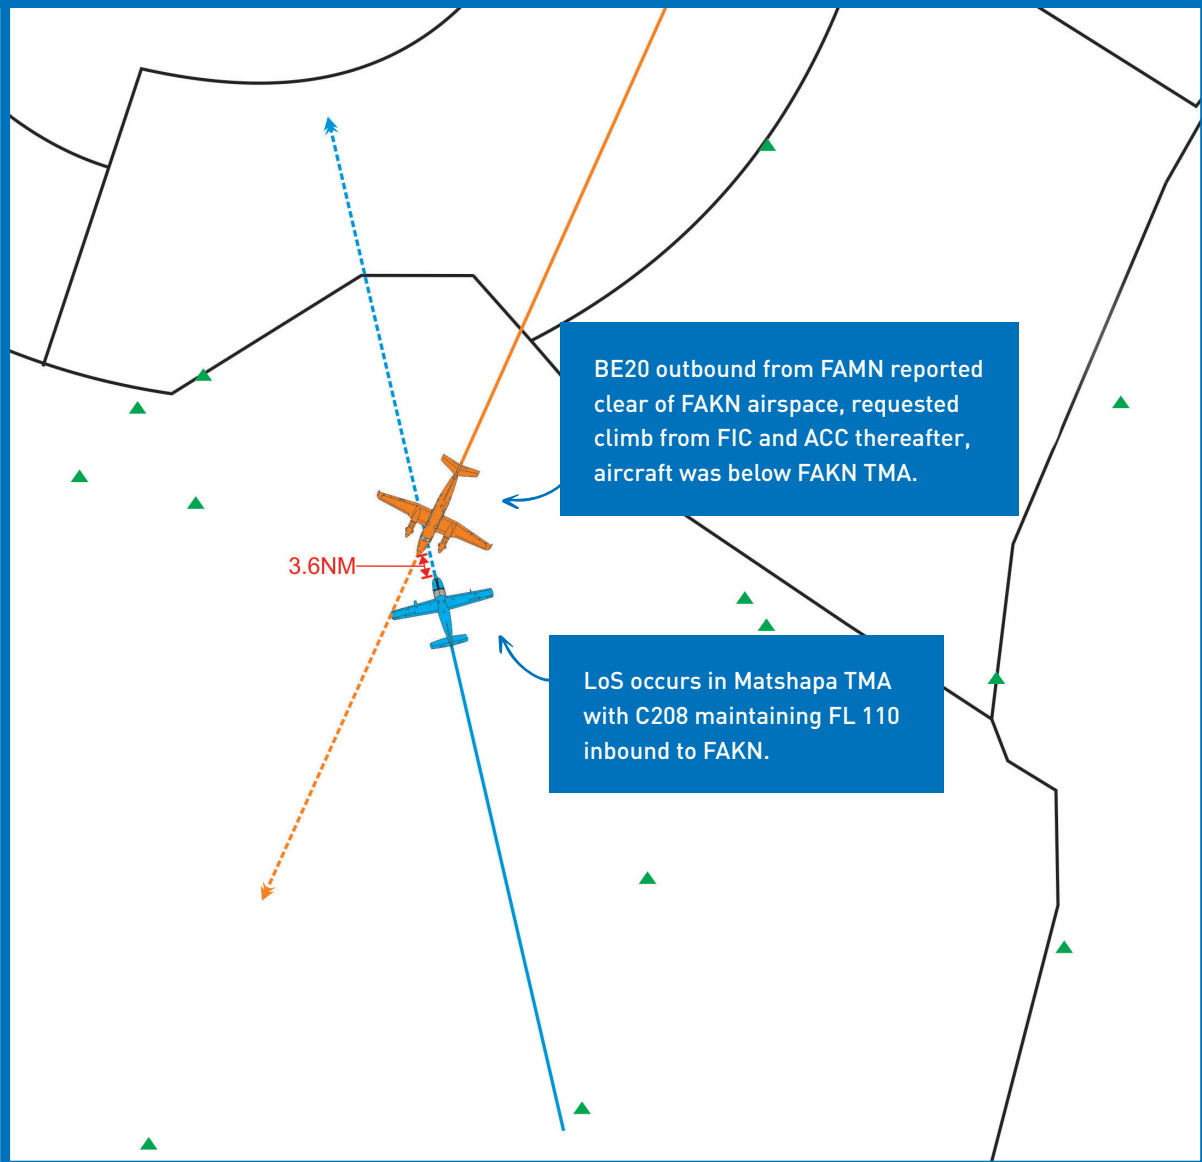 BE20 outbound from FAMN reported
clear of FAKN airspace, requested
climb from FIC and ACC thereafter,
aircraft was below FAKN TMA.
3.6NM
LoS occurs in Matshapa TMA
with C208 maintaining FL 110
inbound to FAKN.